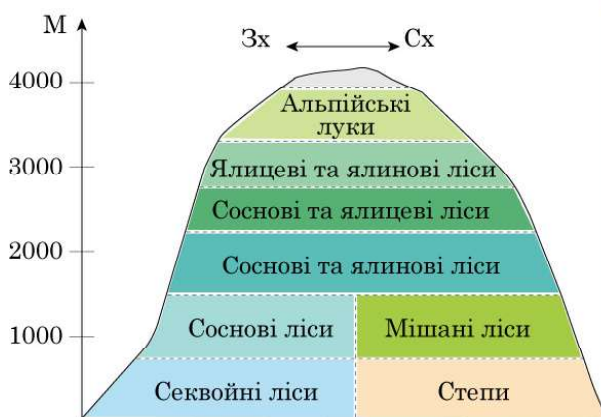 М
Зх
Сх
4000
3000
2000
1000
Альпійські
луки
Ялицеві та ялинові ліси
Соснові та ялицеві ліси
Соснові та ялинові ліси
Соснові ліси
Мішані ліси
Секвойні ліси
Степи